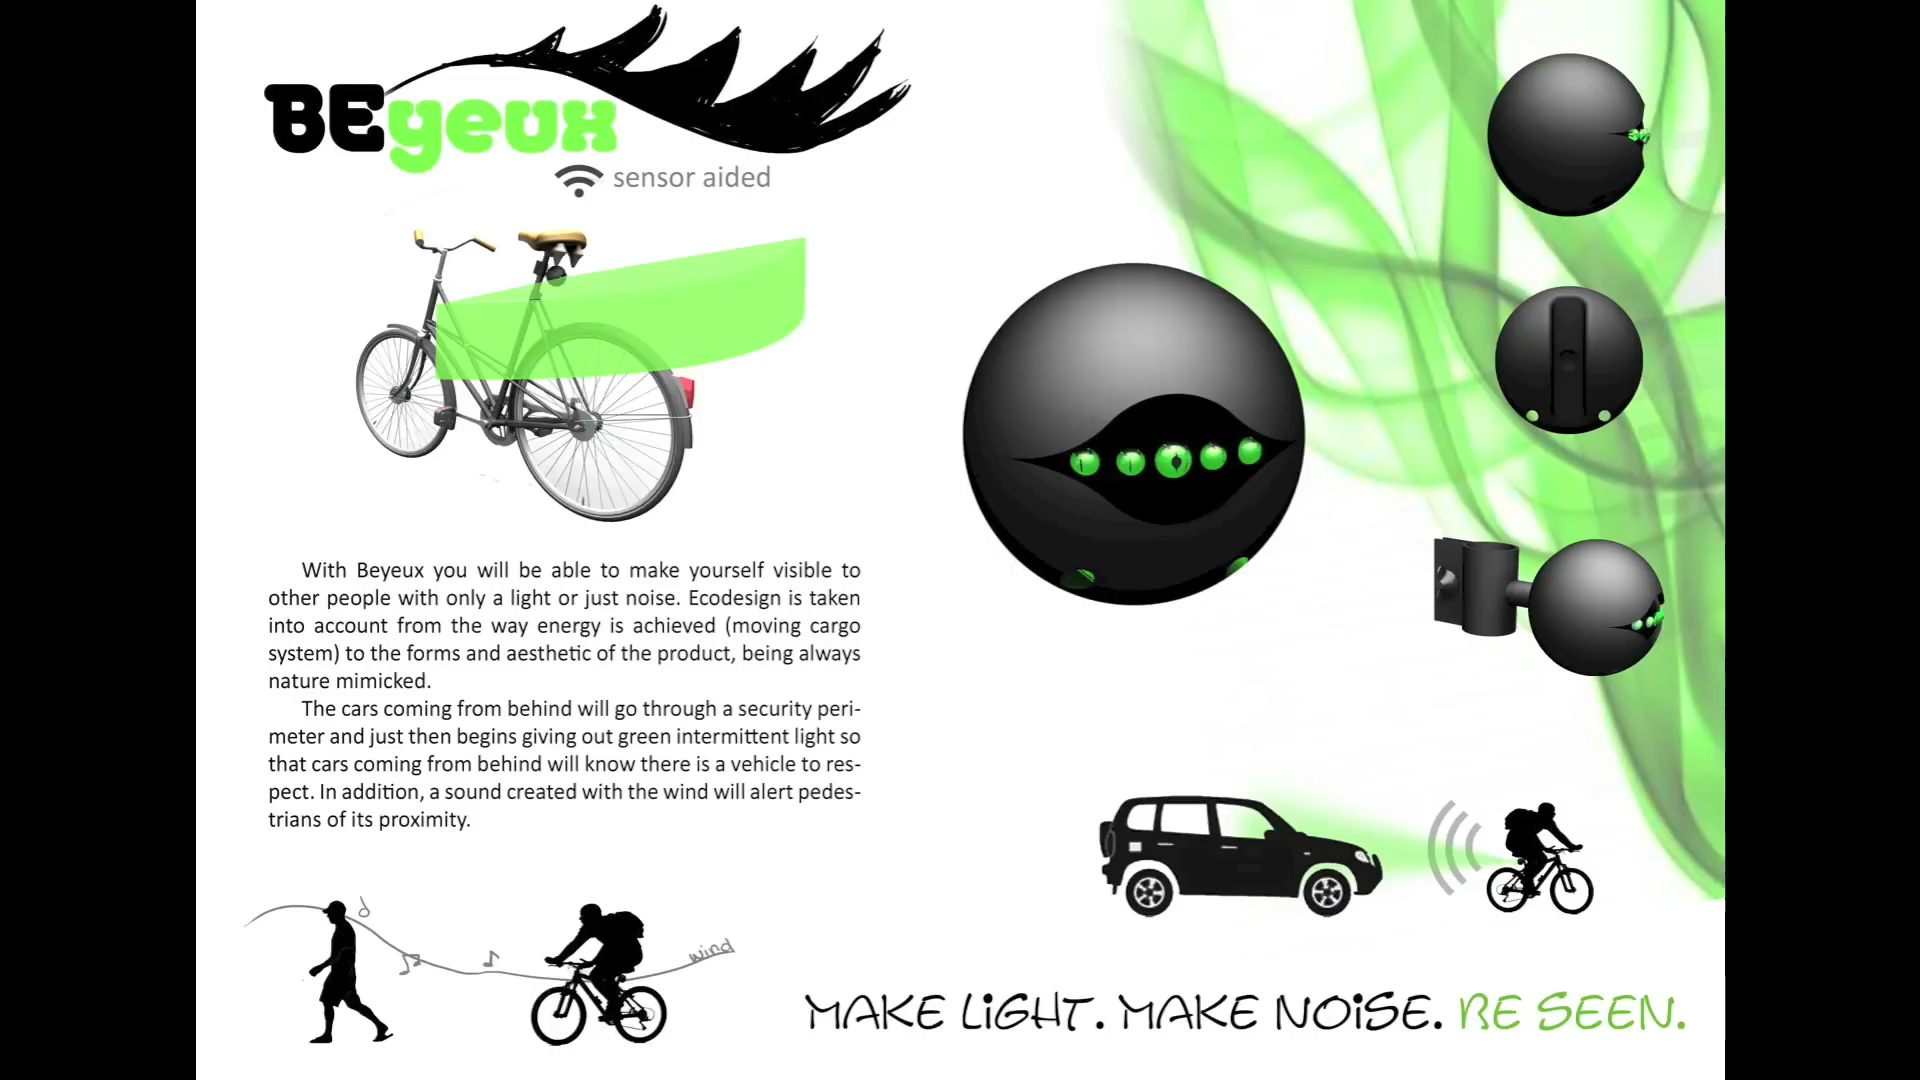 BEyeux
sensor aided
With Beyeux you will be able to make yourself visible to
other people with only a light or just noise. Ecodesign is taken
into account from the way energy is achieved (moving cargo
system) to the forms and aesthetic of the product, being always
nature mimicked.
The cars coming from behind will go through a security peri-
meter and just then begins giving out green intermittent light so
that cars coming from behind will know there is a vehicle to res-
pect. In addition, a sound created with the wind will alert pedes-
trians of its proximity.
wind
MAKE LiGHT. MAKE NOiSE. BE SEEN.